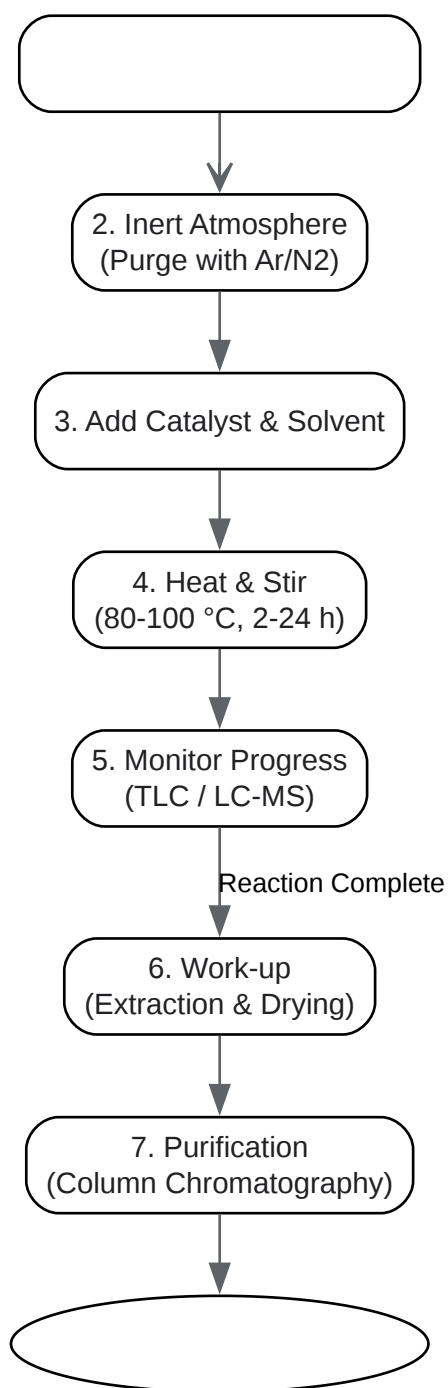 2. Inert Atmosphere
(Purge with Ar/N2)
3. Add Catalyst & Solvent
4. Heat & Stir
(80-100 °C, 2-24 h)
5. Monitor Progress
(TLC / LC-MS)
Reaction Complete
6. Work-up
(Extraction & Drying)
7. Purification
(Column Chromatography)